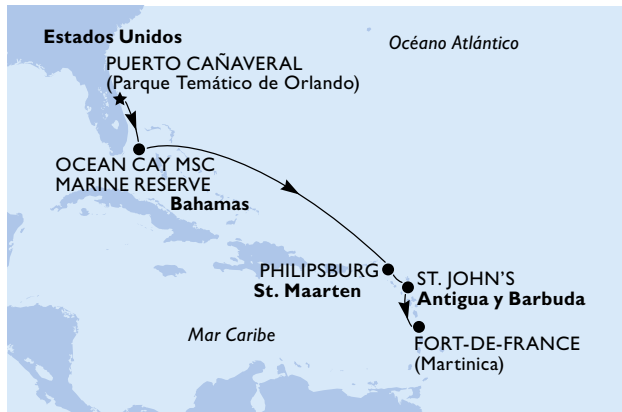 Estados Unidos
Océano Atlántico
PUERTO CAÑAVERAL
(Parque Temático de Orlando)
OCEAN CAY MSC
MARINE RESERVE
Bahamas
PHILIPSBURG
St. Maarten
ST. JOHN'S
Antigua y Barbuda
Mar Caribe
FORT-DE-FRANCE
(Martinica)